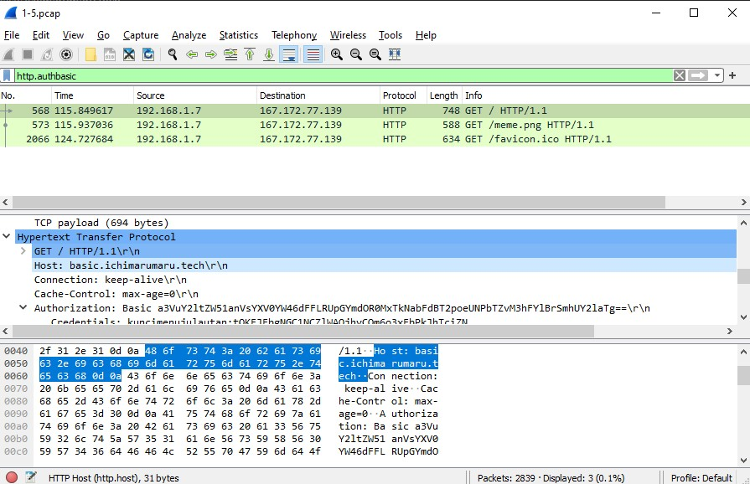 1-5.pcap
File Edit View Go Capture Analyze Statistics Telephony Wireless Tools Help
http.authbasic
No. Time Source Destination Protocol Length Info
568 115.849617 192.168.1.7 167.172.77.139 HTTP 748 GET / HTTP/1.1
573 115.937036 192.168.1.7 167.172.77.139 HTTP 588 GET /meme.png HTTP/1.1
2066 124.727684 192.168.1.7 167.172.77.139 HTTP 634 GET /favicon.ico HTTP/1.1
TCP payload (694 bytes)
Hypertext Transfer Protocol
GET / HTTP/1.1\r\n
Host: basic.ichimarumaru.tech\r\n
Connection: keep-alive\r\n
Cache-Control: max-age=0\r\n
Authorization: Basic a3VuY2ltZW51anVsYXV0YW46dFFLRUpGYmdOR0MxTkNabFdBT2poeUNPbTZvM3hFYlBrSmhUY2laTg==\r\n
Credentials: kuncimenujulautan:tQKEJFbgNGC1NCZlWAOjhyCOm6o3xEbPkJhTciZN
0040 2f 31 2e 31 0d 0a 48 6f 73 74 3a 20 62 61 73 69 /1.1··Ho st: basi
0050 63 2e 69 63 68 69 6d 61 72 75 6d 61 72 75 2e 74 c.ichima rumaru.t
0060 65 63 68 0d 0a 43 6f 6e 6e 65 63 74 69 6f 6e 3a ech··Con nection:
0070 20 6b 65 65 70 2d 61 6c 69 76 65 0d 0a 43 61 63 keep-al ive··Cac
0080 68 65 2d 43 6f 6e 74 72 6f 6c 3a 20 6d 61 78 2d he-Contr ol: max-
0090 61 67 65 3d 30 0d 0a 41 75 74 68 6f 72 69 7a 61 age=0··A uthoriza
00a0 74 69 6f 6e 3a 20 42 61 73 69 63 20 61 33 56 75 tion: Ba sic a3Vu
00b0 59 32 6c 74 5a 57 35 31 61 6e 56 73 59 58 56 30 Y2ltZW51 anVsYXV0
00c0 59 57 34 36 64 46 46 4c 52 55 70 47 59 6d 64 4f YW46dFFL RUpGYmdO
HTTP Host (http.host), 31 bytes
Packets: 2839 · Displayed: 3 (0.1%)
Profile: Default